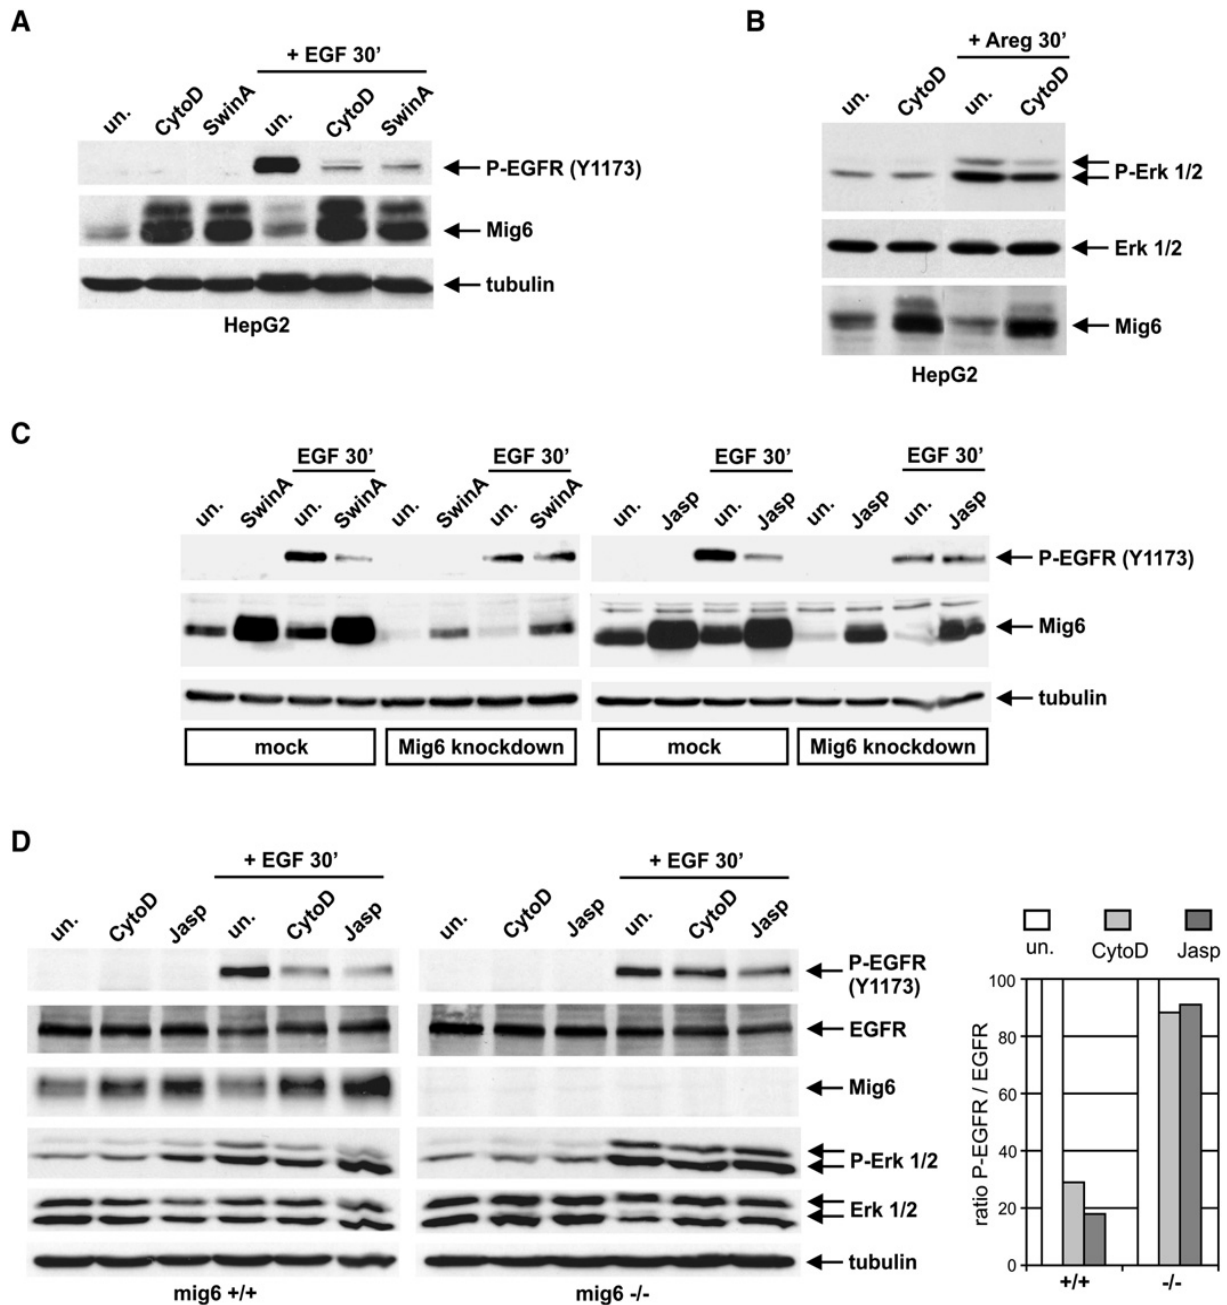 A
+ EGF 30’
un. CytoD SwinA un. CytoD SwinA
P-EGFR (Y1173)
Mig6
tubulin
HepG2
B
+ Areg 30’
un. CytoD un. CytoD
P-Erk 1/2
Erk 1/2
Mig6
HepG2
C
EGF 30’ EGF 30’ EGF 30’ EGF 30’
un. SwinA un. SwinA un. SwinA un. SwinA un. Jasp un. Jasp un. Jasp un. Jasp
P-EGFR (Y1173)
Mig6
tubulin
mock Mig6 knockdown mock Mig6 knockdown
D
+ EGF 30’ + EGF 30’
un. CytoD Jasp un. CytoD Jasp un. CytoD Jasp un. CytoD Jasp
P-EGFR
(Y1173)
EGFR
Mig6
P-Erk 1/2
Erk 1/2
tubulin
mig6 +/+ mig6 -/-
un. CytoD Jasp
ratio P-EGFR / EGFR
100
80
60
40
20
0
+/+ -/-